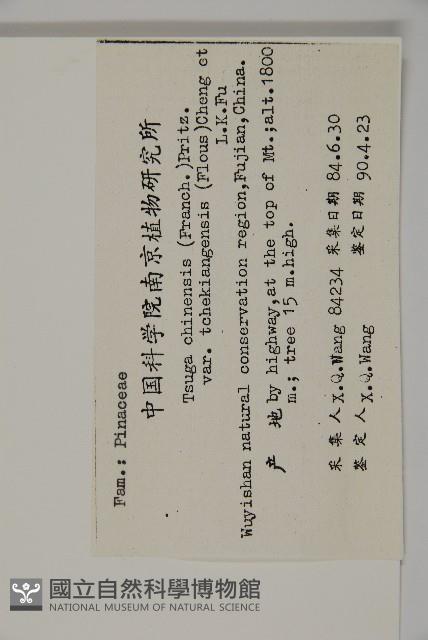 Fam.: Pinaceae
中国科学院南京植物研究所
Tsuga chinensis (Franch.)Pritz.
var. tchekiangensis (Flous)Cheng et
L.K.Fu
Wuyishan natural conservation region,Fujian,China.
产 地 by highway,at the top of Mt.;alt.1800
m.; tree 15 m.high.
采 集 人 X.Q.Wang 84234 采集日期 84.6.30
鉴 定 人 X.Q.Wang 鉴定日期 90.4.23
國立自然科學博物館
NATIONAL MUSEUM OF NATURAL SCIENCE